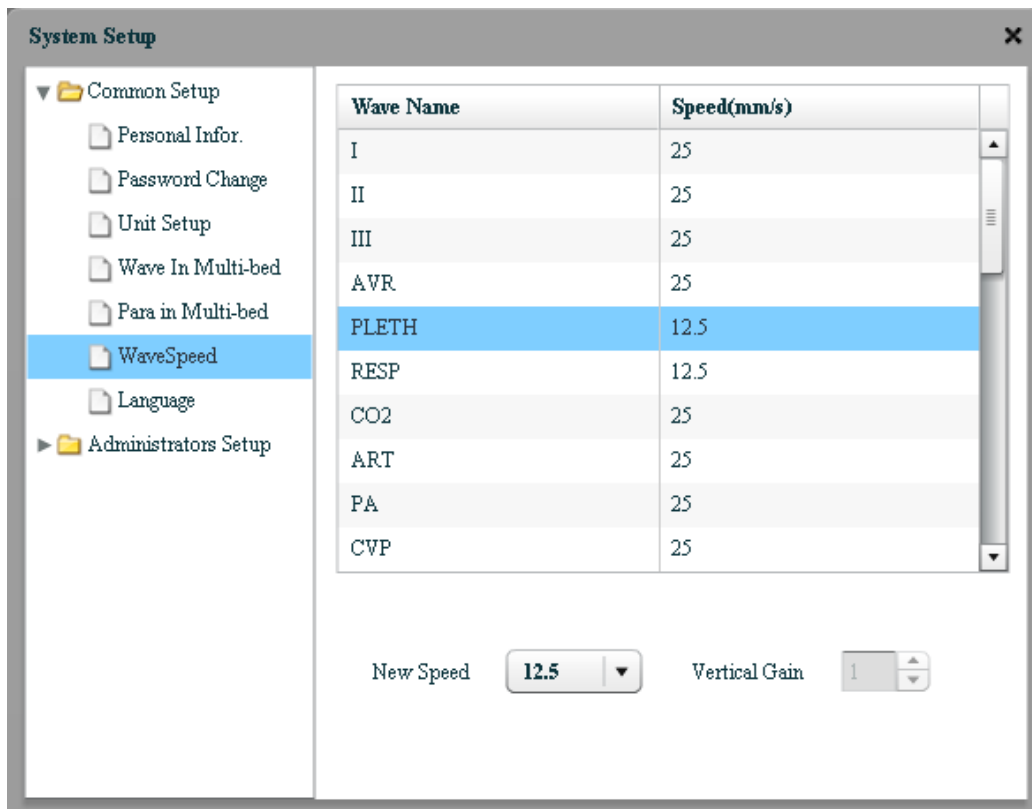 System Setup
Common Setup
Personal Infor.
Password Change
Unit Setup
Wave In Multi-bed
Para in Multi-bed
WaveSpeed
Language
Administrators Setup
Wave Name Speed(mm/s)
I 25
II 25
III 25
AVR 25
PLETH 12.5
RESP 12.5
CO2 25
ART 25
PA 25
CVP 25
New Speed 12.5 Vertical Gain 1